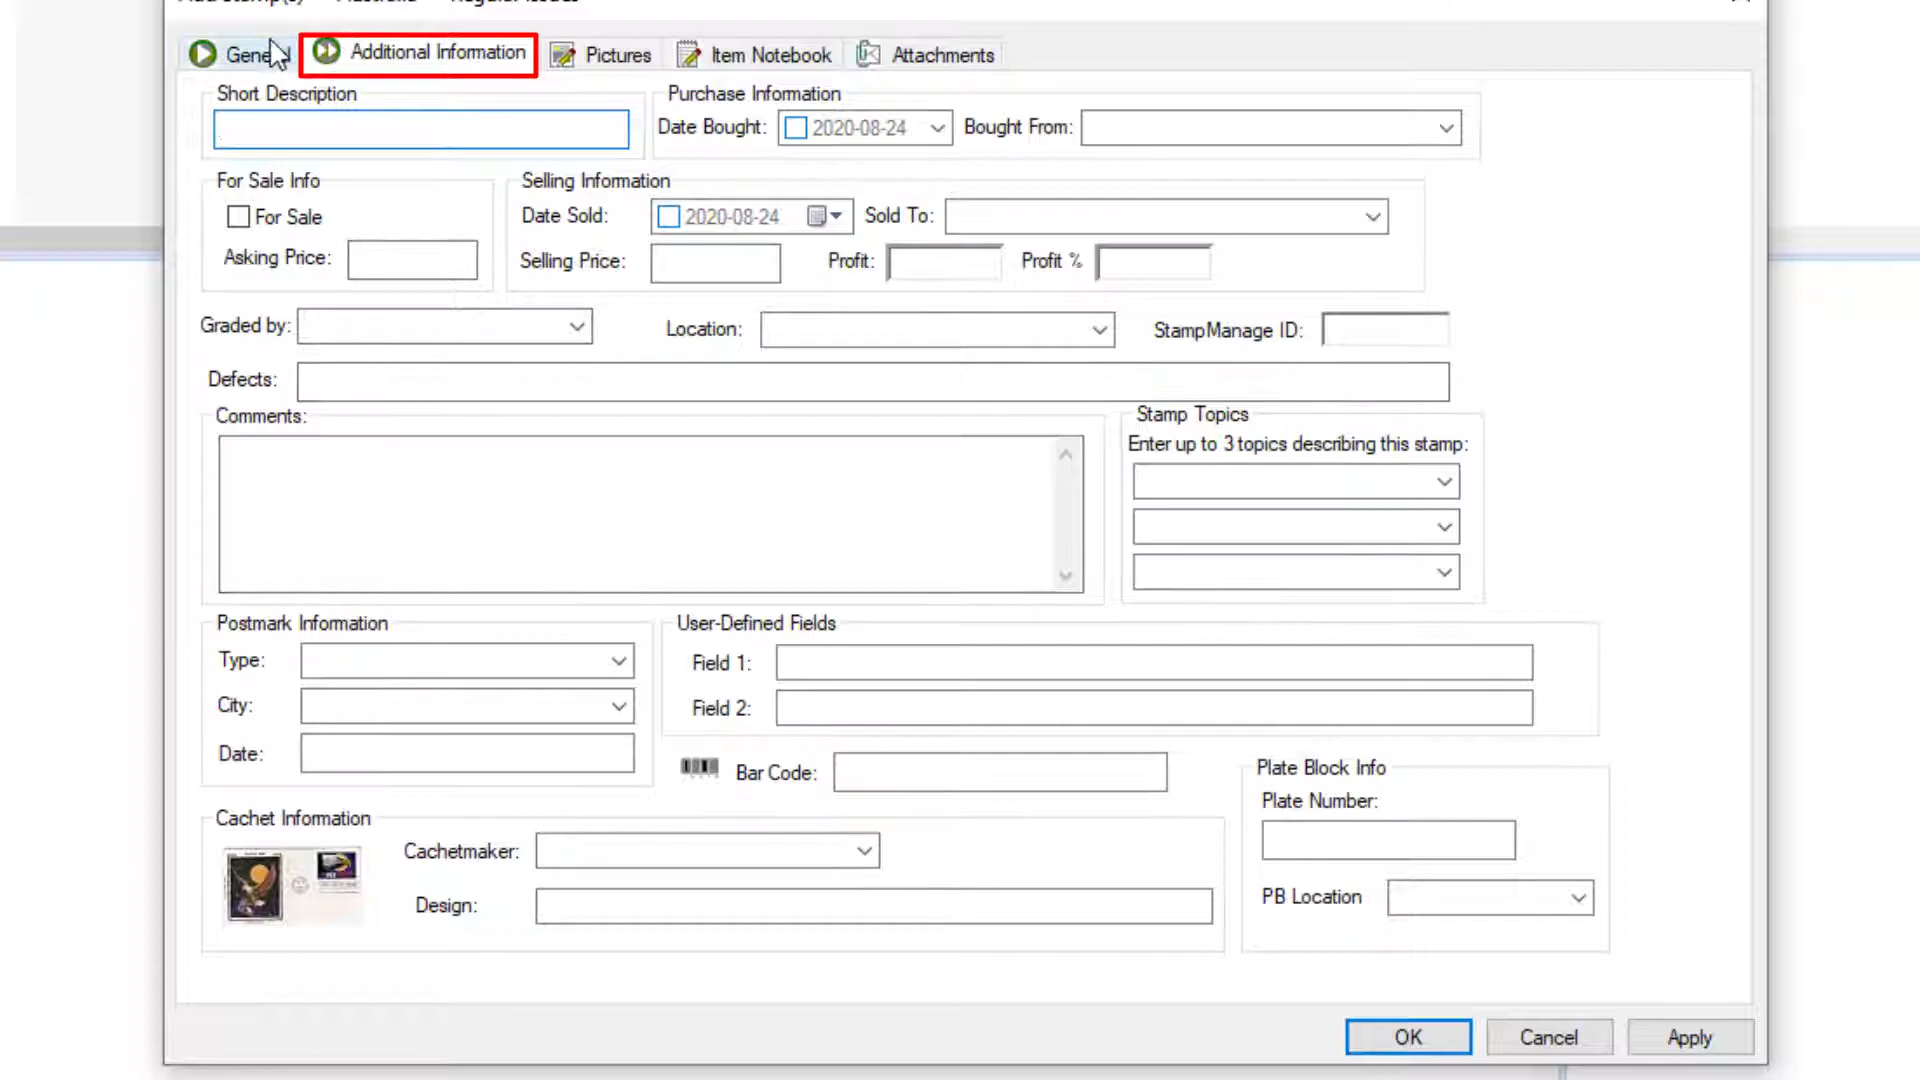 General
Additional Information
Pictures
Item Notebook
Attachments
Short Description
Purchase Information
Date Bought: 2020-08-24
Bought From:
For Sale Info
For Sale
Asking Price:
Selling Information
Date Sold: 2020-08-24
Sold To:
Selling Price:
Profit:
Profit %
Graded by:
Location:
StampManage ID:
Defects:
Comments:
Stamp Topics
Enter up to 3 topics describing this stamp:
Postmark Information
Type:
City:
Date:
User-Defined Fields
Field 1:
Field 2:
Bar Code:
Plate Block Info
Plate Number:
PB Location
Cachet Information
Cachetmaker:
Design:
OK
Cancel
Apply